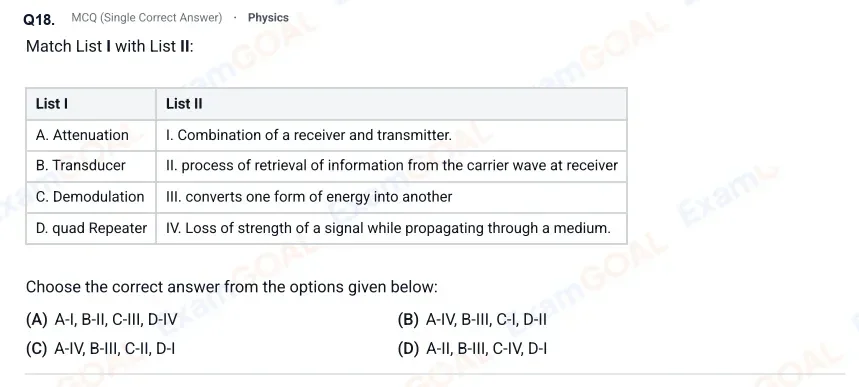 Q18. MCQ (Single Correct Answer) · Physics
Match List I with List II:
List I List II
A. Attenuation I. Combination of a receiver and transmitter.
B. Transducer II. process of retrieval of information from the carrier wave at receiver
C. Demodulation III. converts one form of energy into another
D. quad Repeater IV. Loss of strength of a signal while propagating through a medium.
Choose the correct answer from the options given below:
(A) A-I, B-II, C-III, D-IV (B) A-IV, B-III, C-I, D-II
(C) A-IV, B-III, C-II, D-I (D) A-II, B-III, C-IV, D-I
ExamGOAL